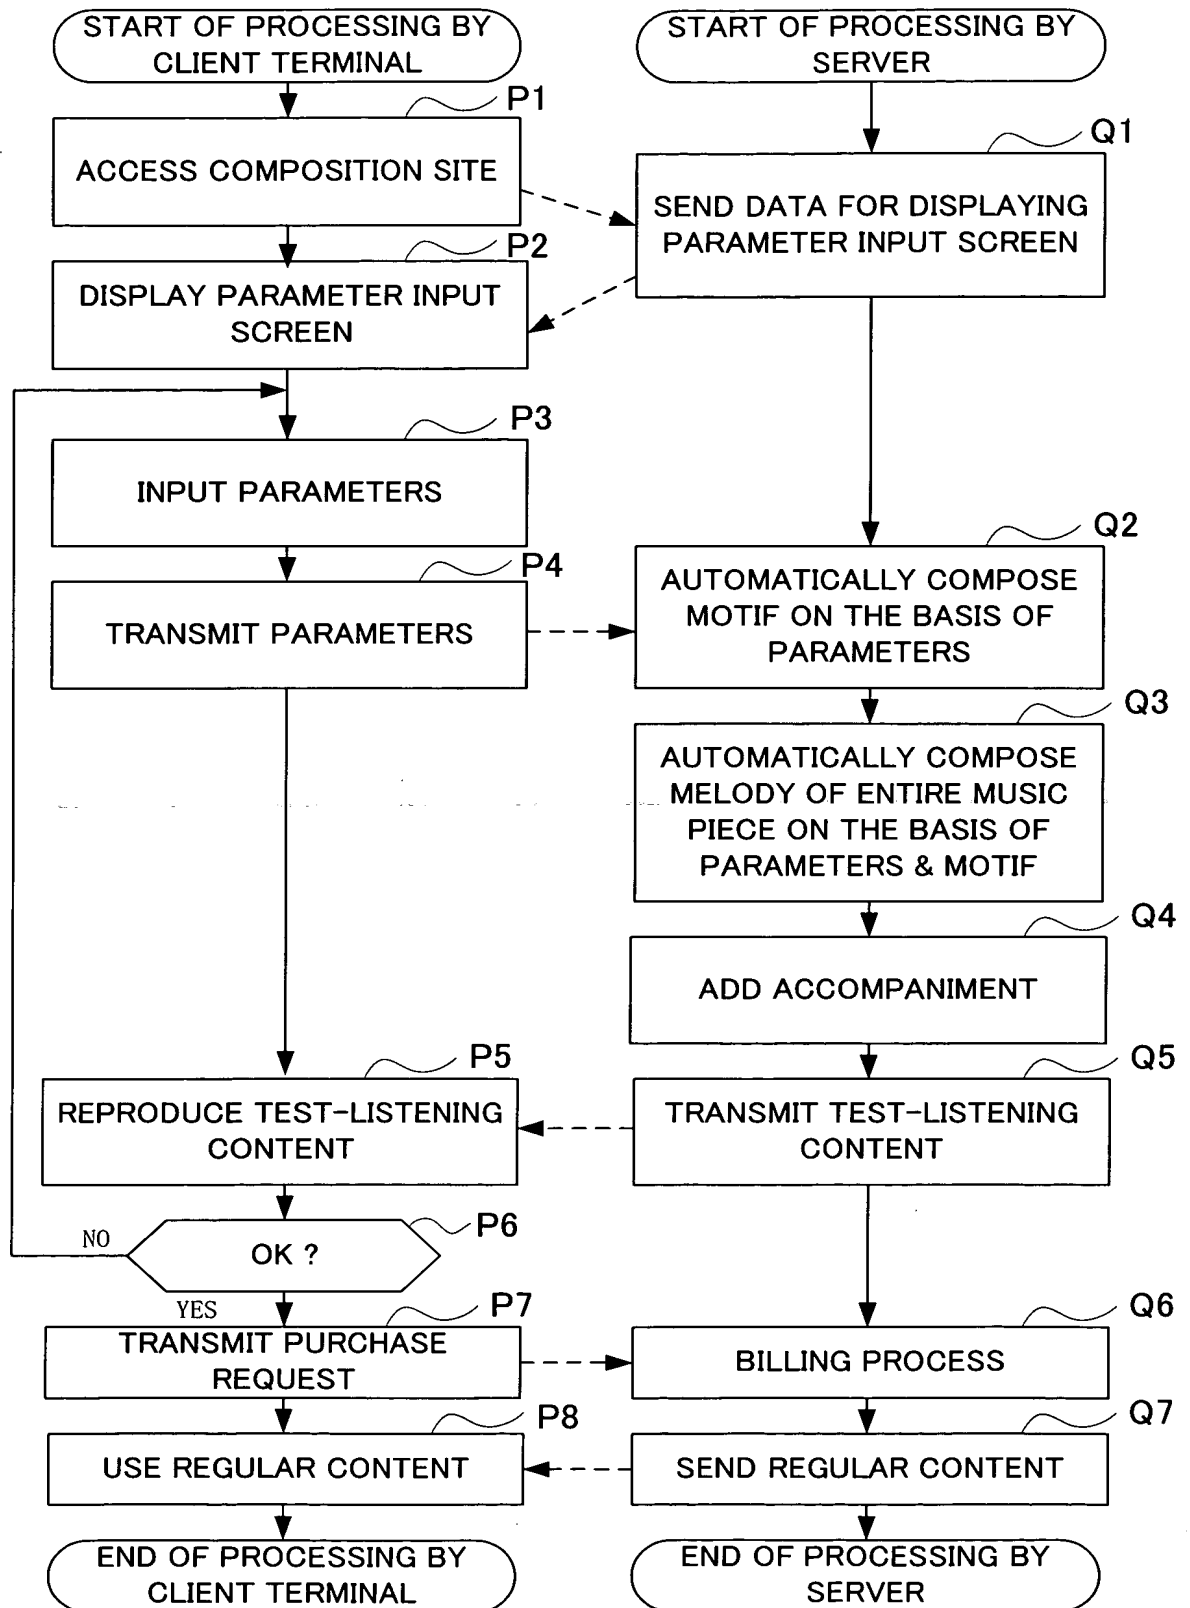 START OF PROCESSING BY
CLIENT TERMINAL
P1
ACCESS COMPOSITION SITE
P2
DISPLAY PARAMETER INPUT
SCREEN
P3
INPUT PARAMETERS
P4
TRANSMIT PARAMETERS
P5
REPRODUCE TEST-LISTENING
CONTENT
P6
NO
OK ?
YES
P7
TRANSMIT PURCHASE
REQUEST
P8
USE REGULAR CONTENT
END OF PROCESSING BY
CLIENT TERMINAL
START OF PROCESSING BY
SERVER
Q1
SEND DATA FOR DISPLAYING
PARAMETER INPUT SCREEN
Q2
AUTOMATICALLY COMPOSE
MOTIF ON THE BASIS OF
PARAMETERS
Q3
AUTOMATICALLY COMPOSE
MELODY OF ENTIRE MUSIC
PIECE ON THE BASIS OF
PARAMETERS & MOTIF
Q4
ADD ACCOMPANIMENT
Q5
TRANSMIT TEST-LISTENING
CONTENT
Q6
BILLING PROCESS
Q7
SEND REGULAR CONTENT
END OF PROCESSING BY
SERVER